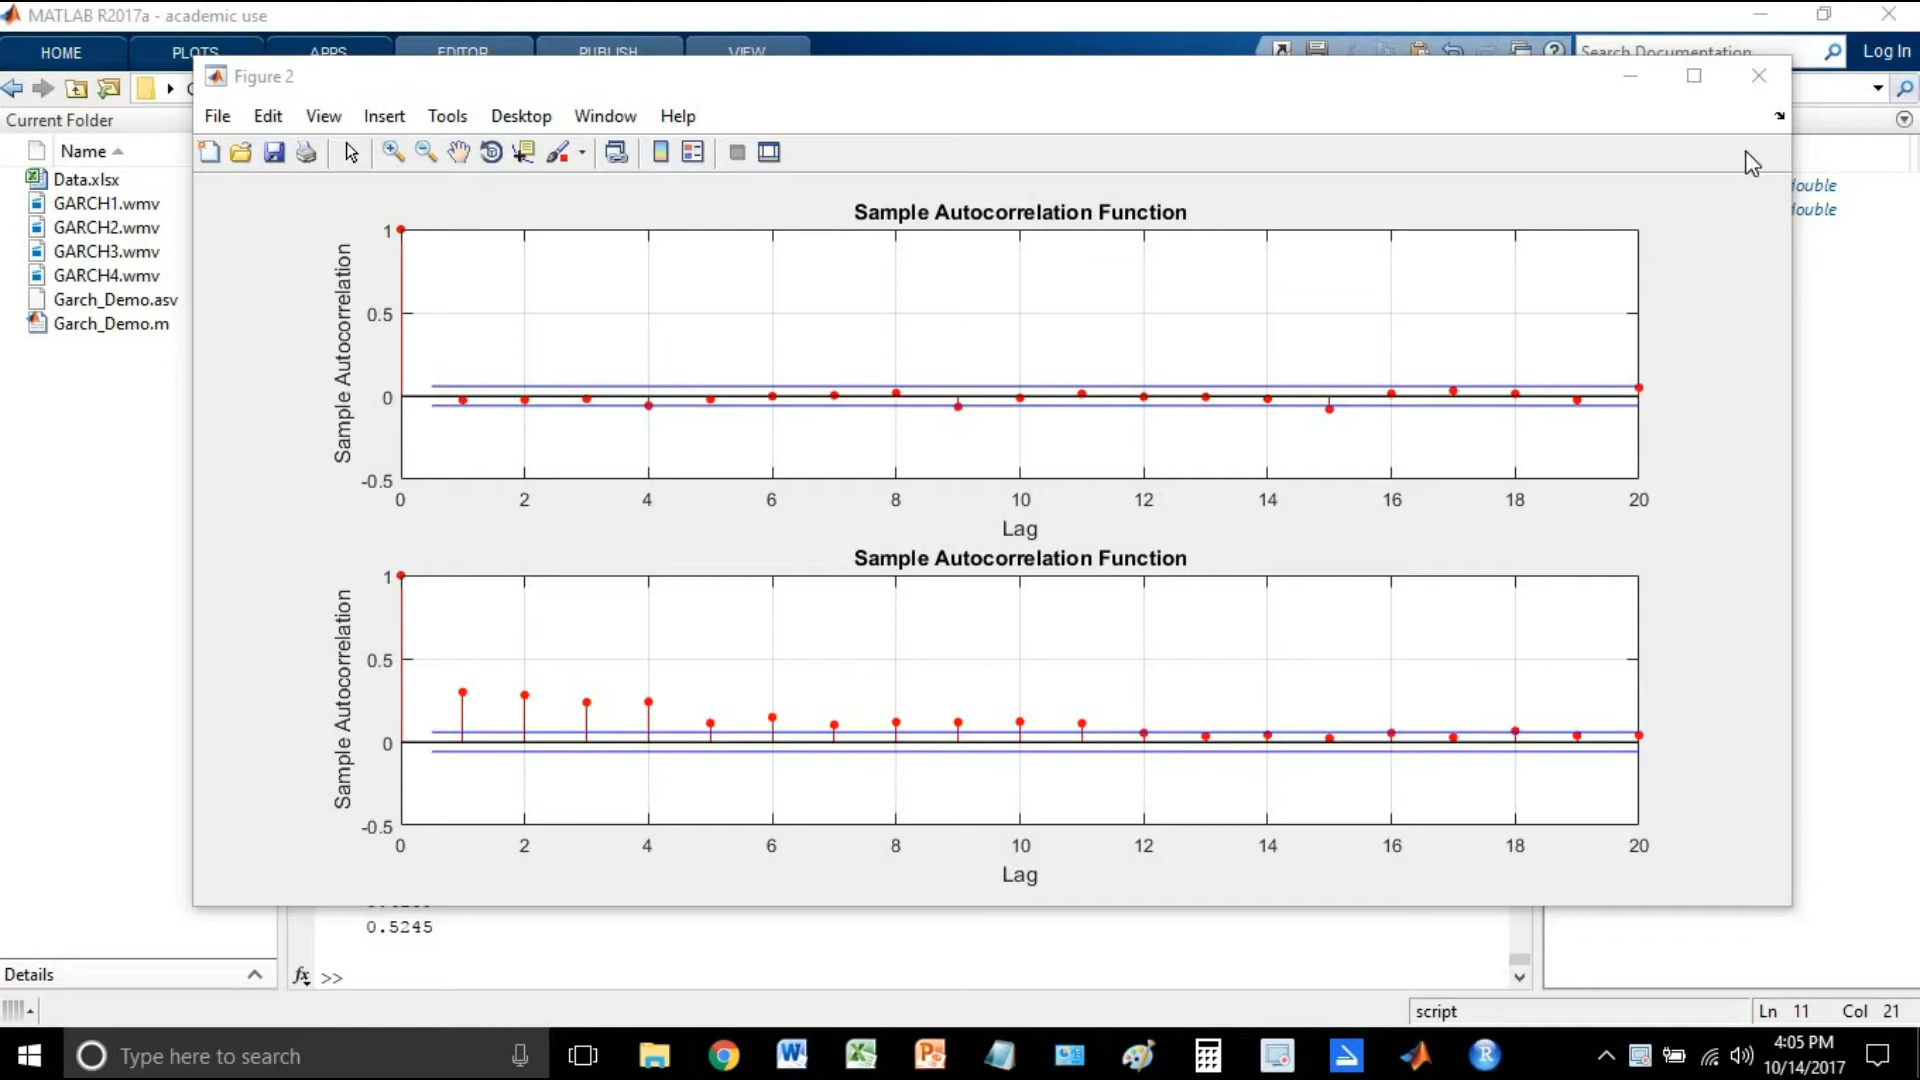 MATLAB R2017a - academic use
HOME PLOTS APPS EDITOR PUBLISH VIEW Search Documentation Log In
Figure 2
File Edit View Insert Tools Desktop Window Help
Current Folder
Name
Data.xlsx
GARCH1.wmv
GARCH2.wmv
GARCH3.wmv
GARCH4.wmv
Garch_Demo.asv
Garch_Demo.m
double
double
Sample Autocorrelation Function
Sample Autocorrelation
1
0.5
0
-0.5
0 2 4 6 8 10 12 14 16 18 20
Lag
Sample Autocorrelation Function
Sample Autocorrelation
1
0.5
0
-0.5
0 2 4 6 8 10 12 14 16 18 20
Lag
0.5245
Details
fx >>
script Ln 11 Col 21
Type here to search
4:05 PM
10/14/2017